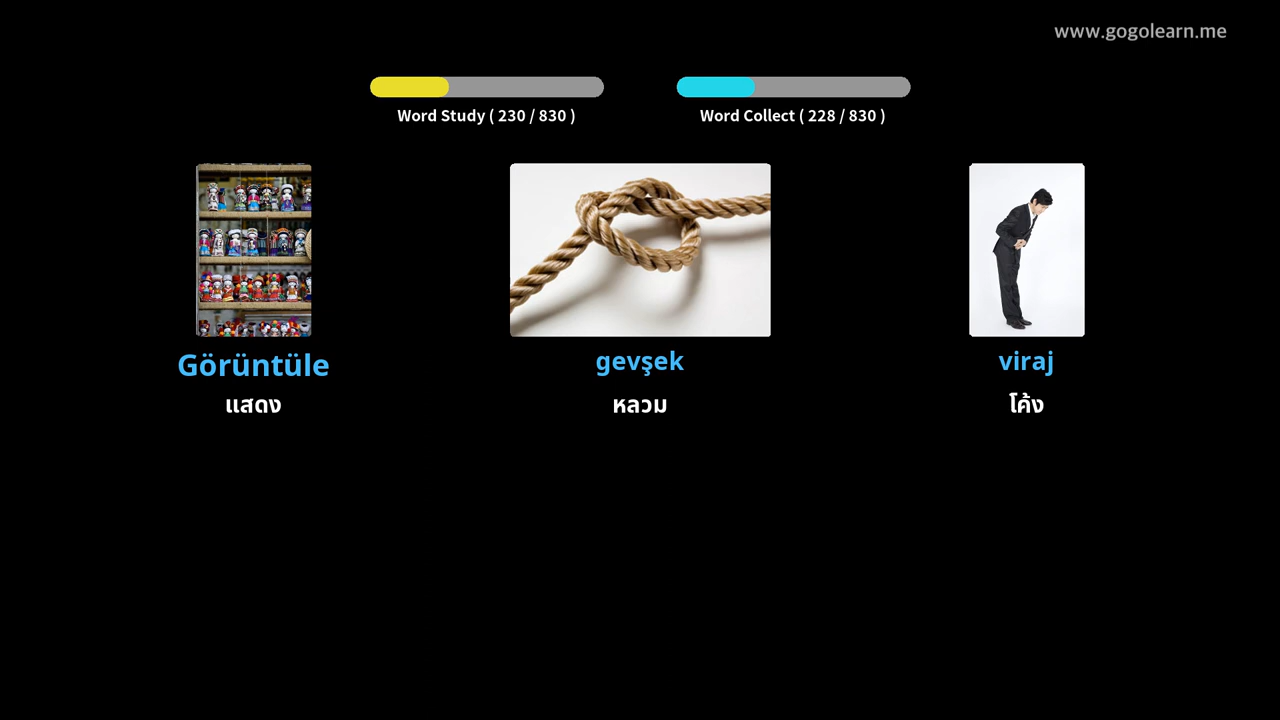 www.gogolearn.me
Word Study ( 230 / 830 )
Word Collect ( 228 / 830 )
Görüntüle
gevşek
viraj
แสดง
หลวม
โค้ง